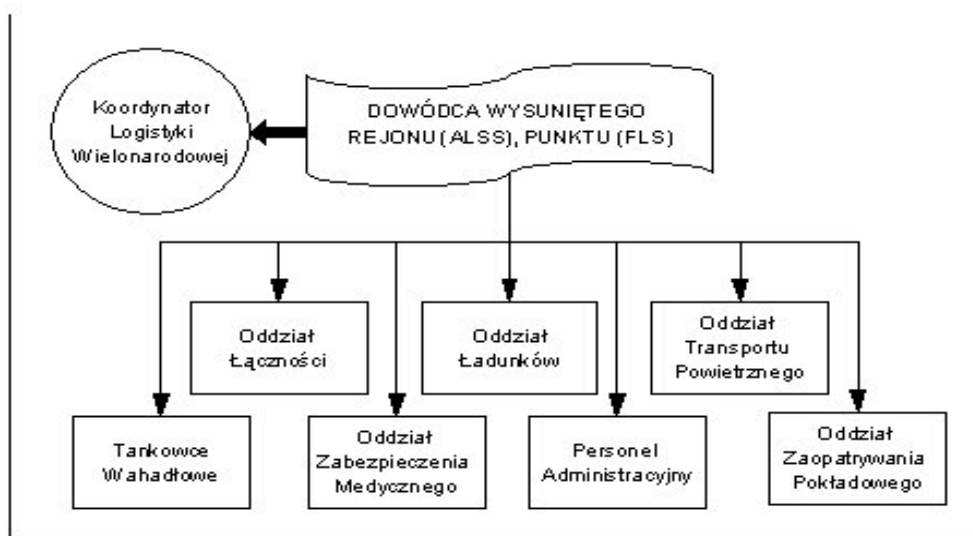 Koordynator
Logistyki
Wielonarodowej
DOWÓDCA WYSUNIĘTEGO
REJONU (ALSS), PUNKTU (FLS)
Oddział
Łączności
Oddział
Ładunków
Oddział
Transportu
Powietrznego
Tankowce
Wahadłowe
Oddział
Zabezpieczenia
Medycznego
Personel
Administracyjny
Oddział
Zaopatrywania
Pokładowego